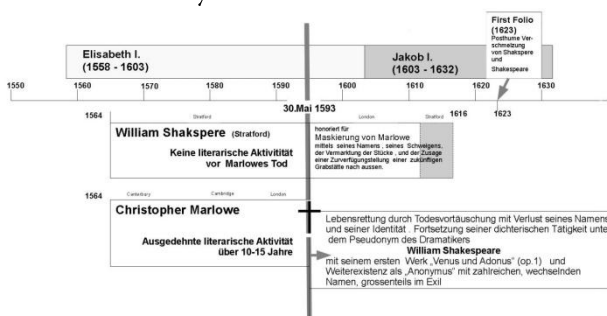 First Folio
(1623)
Posthume Ver-
schmelzung
von Shakspere
und
Shakespeare
Elisabeth I.
(1558 - 1603)
Jakob I.
(1603 - 1632)
1550 1560 1570 1580 1590 1600 1610 1620 1630
30.Mai 1593
1616 1623
1564 Stratford London Stratford
William Shakspere (Stratford)
Keine literarische Aktivitität
vor Marlowes Tod
honoriert für
Maskierung von Marlowe
mittels seines Namens , seines Schweigens,
der Vermarktung der Stücke , und der Zusage
einer Zurverfügungstellung einer zukünftigen
Grabstätte nach aussen.
1564 Canterbury Cambridge London
Christopher Marlowe
Ausgedehnte literarische Aktivität
über 10-15 Jahre
Lebensrettung durch Todesvortäuschung mit Verlust seines Namens
und seiner Identität . Fortsetzung seiner dichterischen Tätigkeit unte
dem Pseudonym des Dramatikers
William Shakespeare
mit seinem ersten Werk „Venus und Adonus“ (op.1) und
Weiterexistenz als „Anonymus“ mit zahlreichen, wechselnden
Namen, grossenteils im Exil